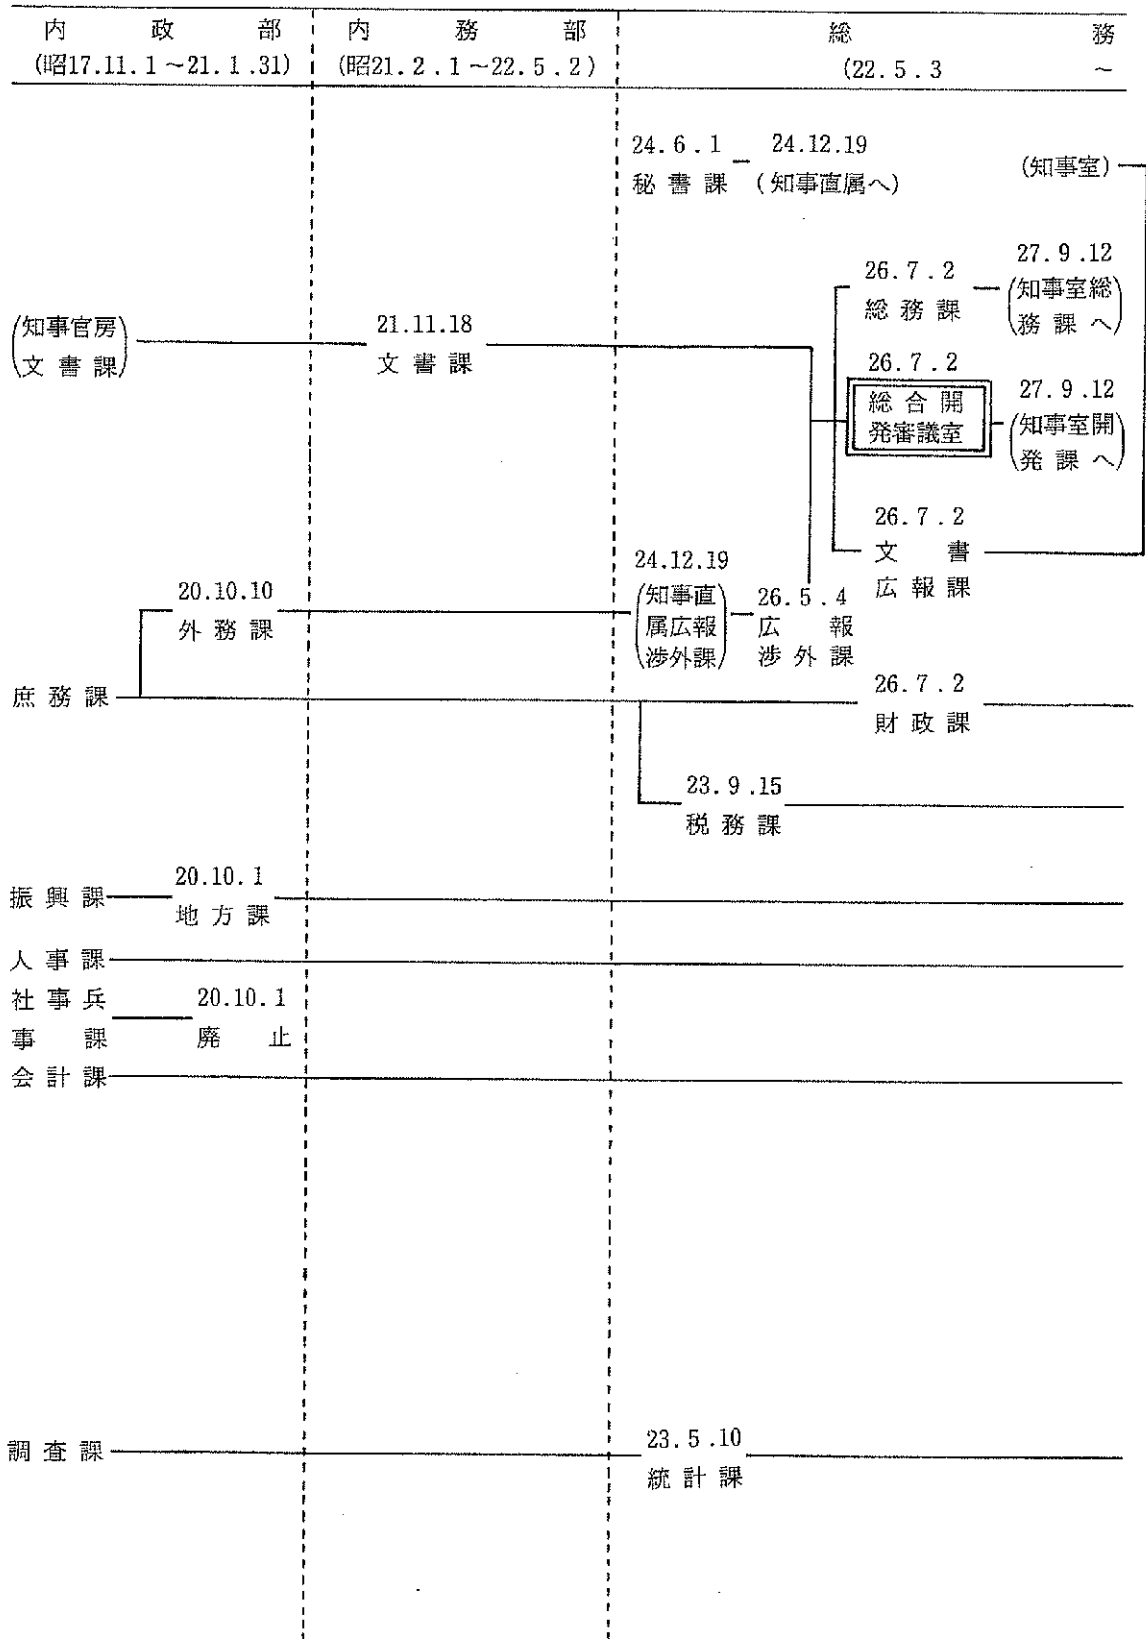 内政部 内務部 総務
(昭17.11.1～21.1.31) (昭21.2.1～22.5.2) (22.5.3 ～
24.6.1 24.12.19
秘書課 (知事直属へ) (知事室)
26.7.2 27.9.12
総務課 (知事室総
務課へ)
(知事官房
文書課)
21.11.18
文書課
26.7.2
総合開
発審議室
27.9.12
(知事室開
発課へ)
26.7.2
文書
広報課
20.10.10
外務課
24.12.19
(知事直
属広報
渉外課)
26.5.4
広報
渉外課
庶務課
26.7.2
財政課
23.9.15
税務課
振興課
20.10.1
地方課
人事課
社事兵
事課
20.10.1
廃止
会計課
調査課
23.5.10
統計課